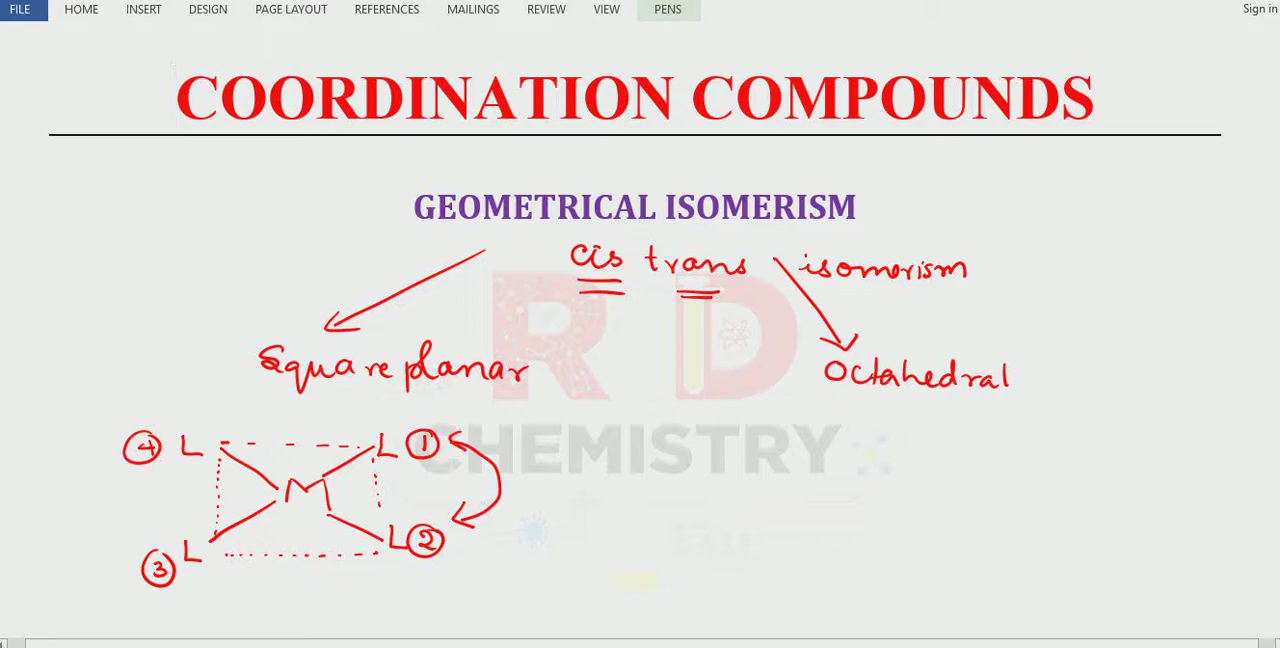 FILE HOME INSERT DESIGN PAGE LAYOUT REFERENCES MAILINGS REVIEW VIEW PENS Sign in
COORDINATION COMPOUNDS
GEOMETRICAL ISOMERISM
Cis trans isomerism
Square planar Octahedral
4 L L 1
M
L 2
3 L
R D
CHEMISTRY